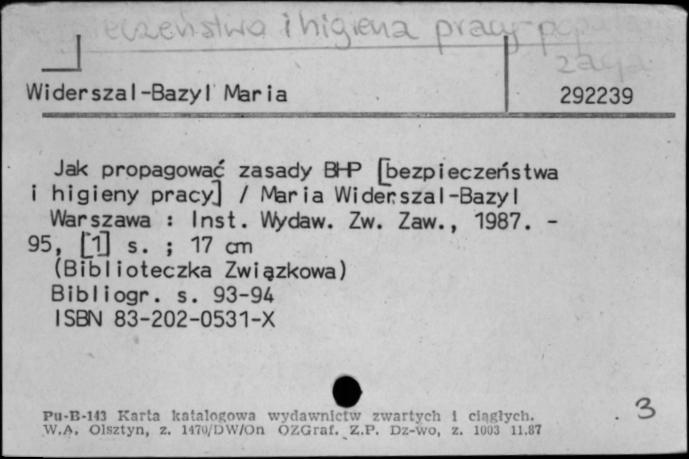 i higiena pracy-
Widerszal-Bazyl Maria 292239
Jak propagować zasady BHP [bezpieczeństwa
i higieny pracy] / Maria Widerszal-Bazyl
Warszawa : Inst. Wydaw. Zw. Zaw., 1987. -
95, [1] s. ; 17 cm
(Biblioteczka Związkowa)
Bibliogr. s. 93-94
ISBN 83-202-0531-X
Pu-B-143 Karta katalogowa wydawnictw zwartych i ciągłych.
W.A. Olsztyn, z. 1470/DW/On OZGraf. Z.P. Dz-wo, z. 1003 11.87
3